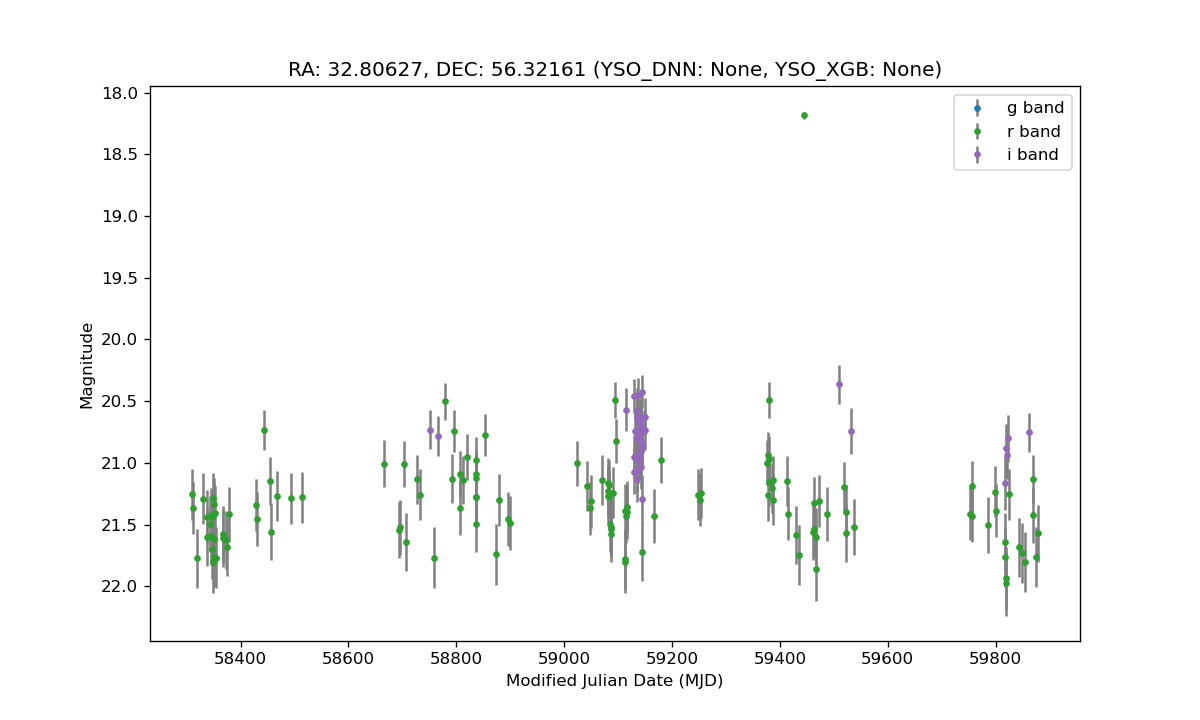 RA: 32.80627, DEC: 56.32161 (YSO_DNN: None, YSO_XGB: None)
g band
r band
i band
18.0
18.5
19.0
19.5
20.0
20.5
21.0
21.5
22.0
Magnitude
58400 58600 58800 59000 59200 59400 59600 59800
Modified Julian Date (MJD)